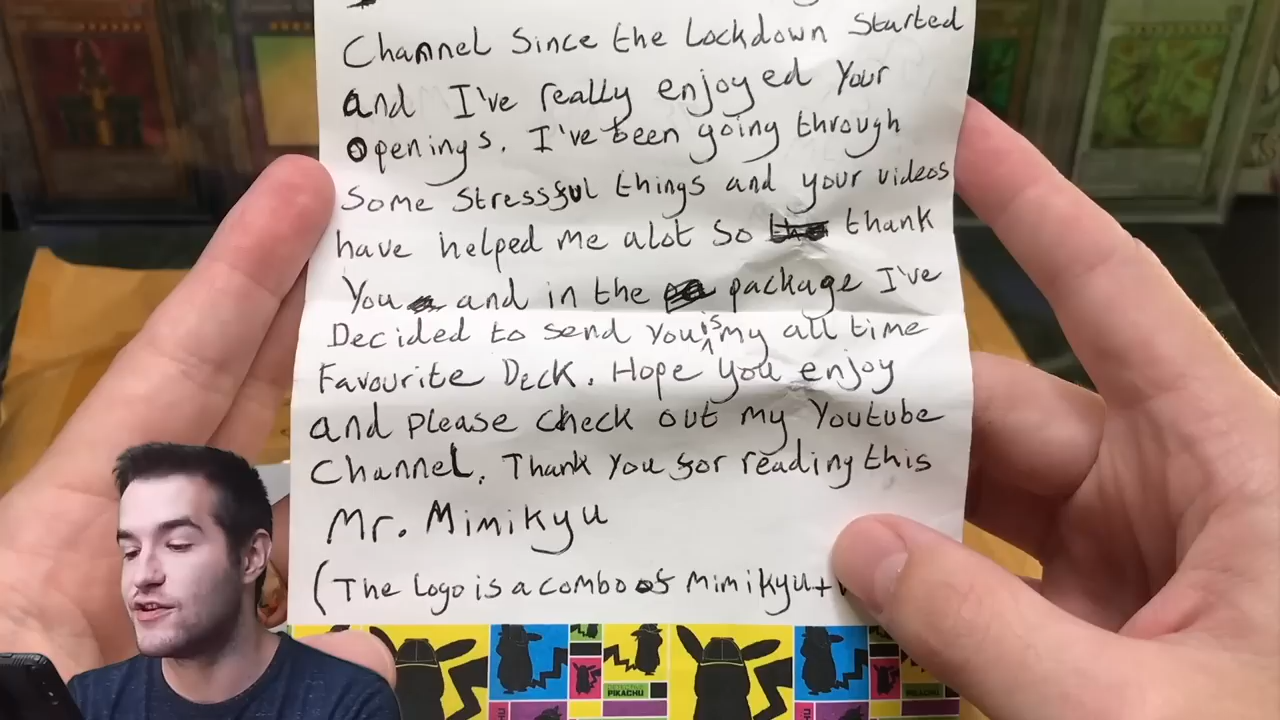 Channel Since the Lockdown Started
and I've really enjoyed Your
openings. I've been going through
Some Stressful things and your videos
have helped me alot so thank
You and in the package I've
Decided to send you is my all time
Favourite Deck. Hope you enjoy
and please check out my Youtube
Channel. Thank you for reading this
Mr. Mimikyu
(The Logo is a combo of Mimikyu+
DETECTIVE PIKACHU
PIKACHU